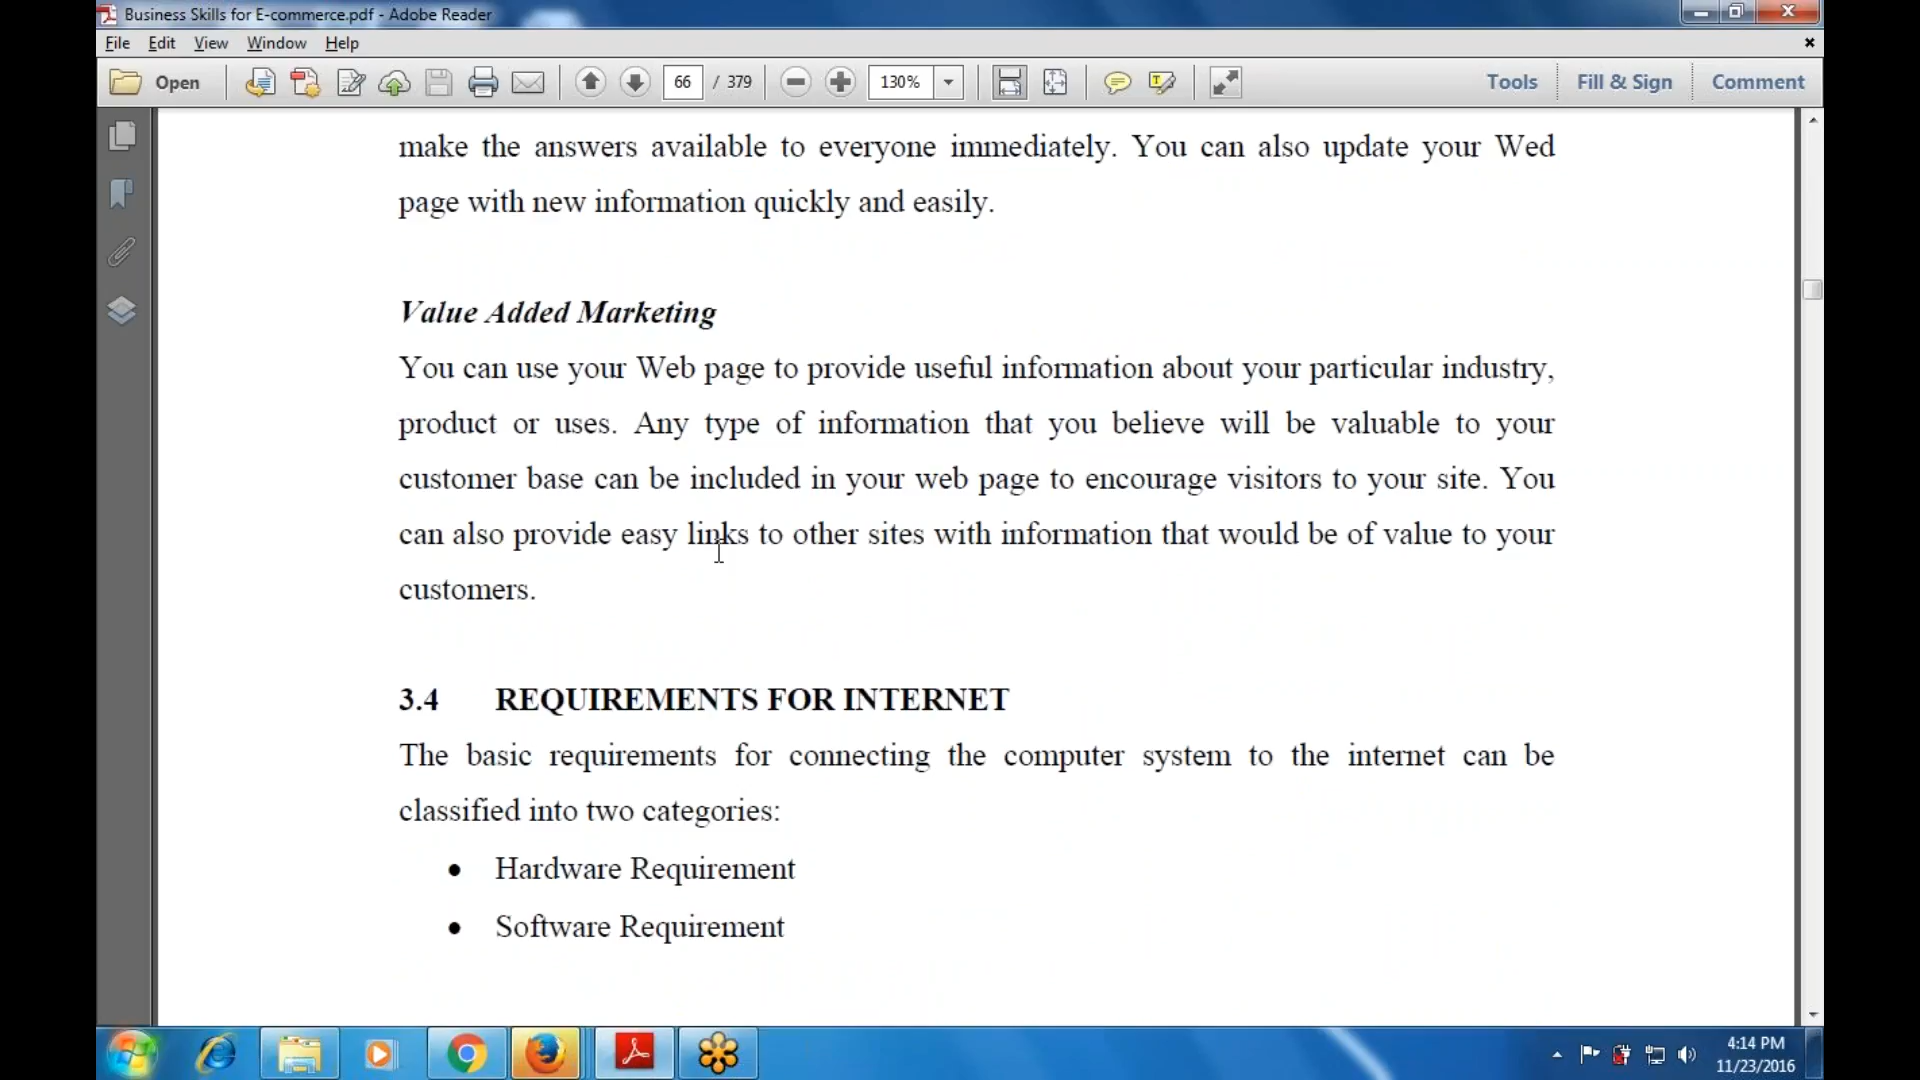 Business Skills for E-commerce.pdf - Adobe Reader
File Edit View Window Help
Open 66 / 379 130% Tools Fill & Sign Comment
make the answers available to everyone immediately. You can also update your Wed
page with new information quickly and easily.
Value Added Marketing
You can use your Web page to provide useful information about your particular industry,
product or uses. Any type of information that you believe will be valuable to your
customer base can be included in your web page to encourage visitors to your site. You
can also provide easy links to other sites with information that would be of value to your
customers.
3.4 REQUIREMENTS FOR INTERNET
The basic requirements for connecting the computer system to the internet can be
classified into two categories:
• Hardware Requirement
• Software Requirement
4:14 PM
11/23/2016